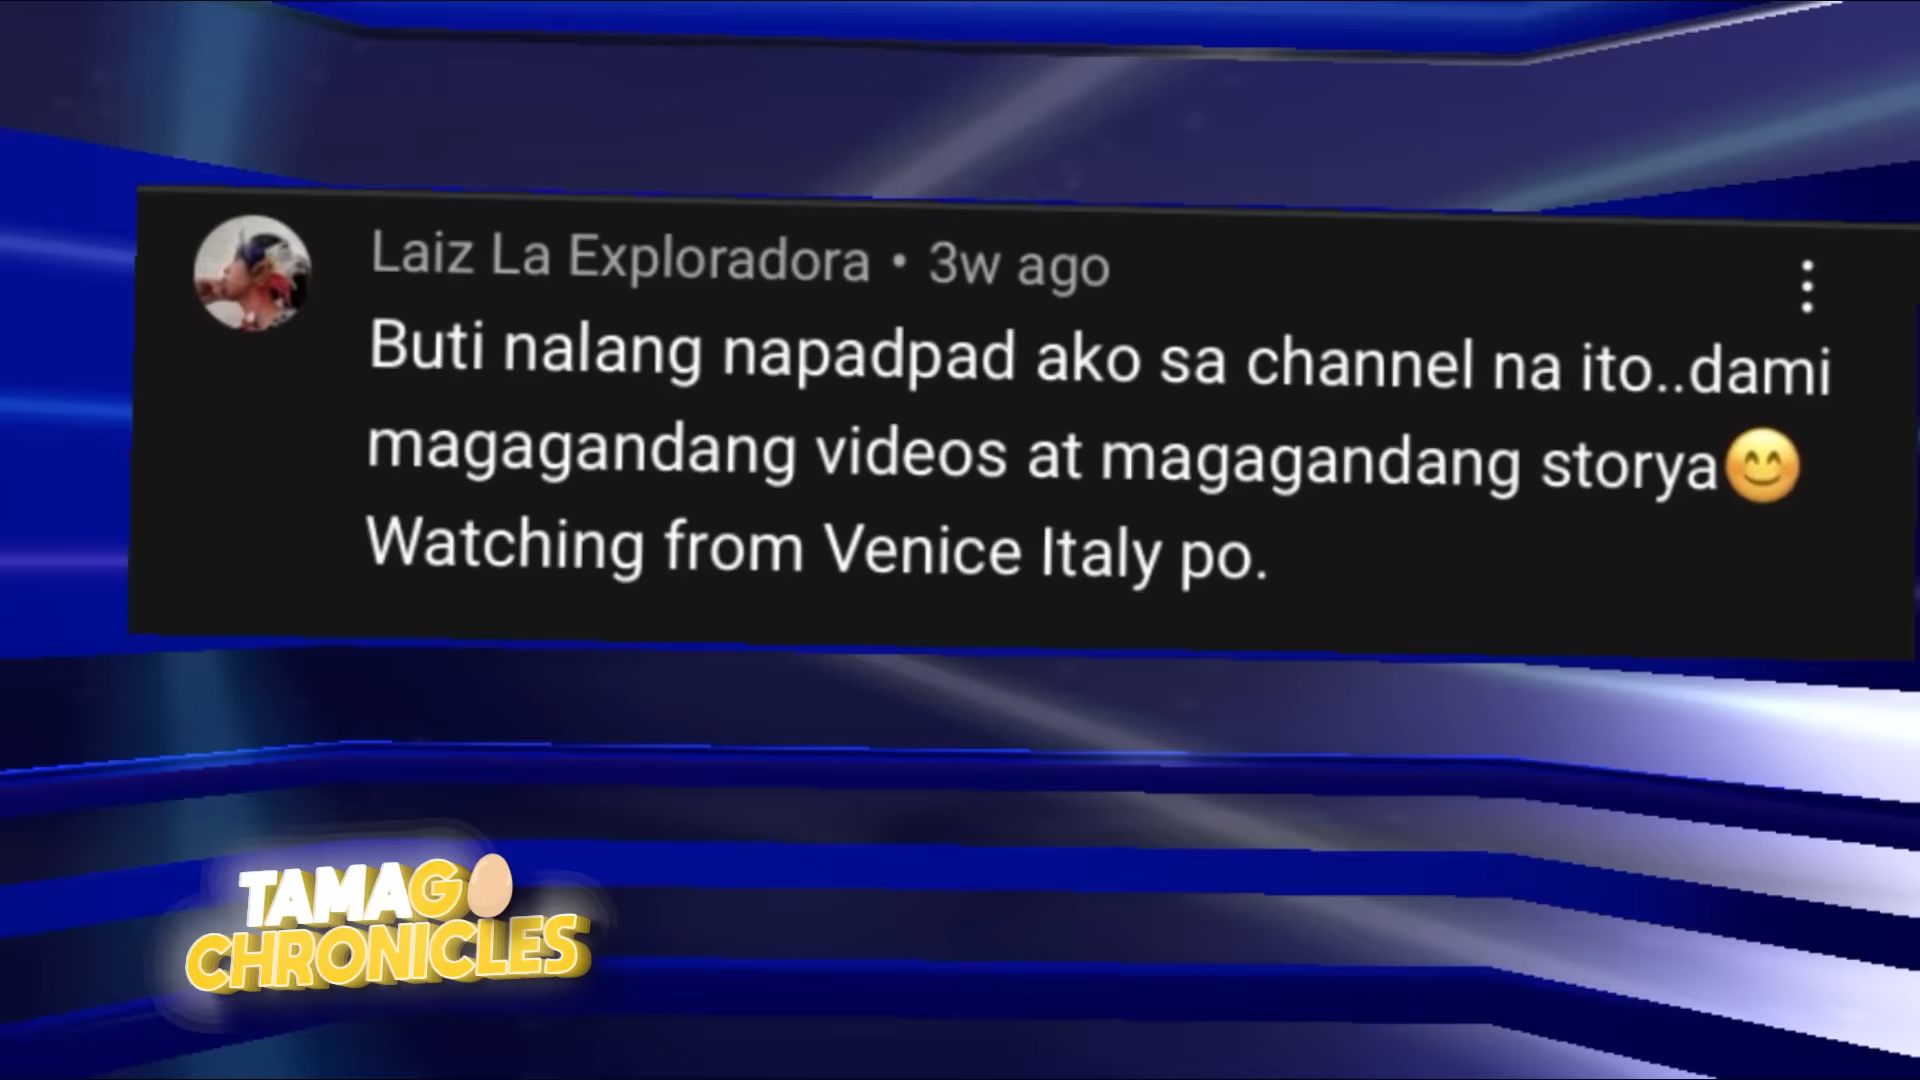 Laiz La Exploradora • 3w ago
Buti nalang napadpad ako sa channel na ito..dami
magagandang videos at magagandang storya😊
Watching from Venice Italy po.
TAMAGO
CHRONICLES